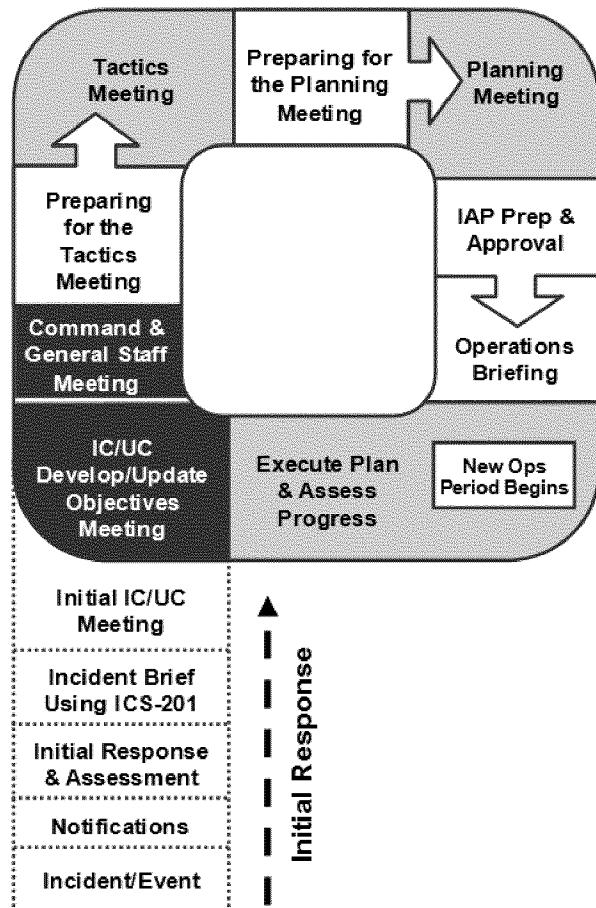 Tactics
Meeting
Preparing for
the Planning
Meeting
Planning
Meeting
Preparing
for the
Tactics
Meeting
IAP Prep &
Approval
Command &
General Staff
Meeting
Operations
Briefing
IC/UC
Develop/Update
Objectives
Meeting
Execute Plan
& Assess
Progress
New Ops
Period Begins
Initial IC/UC
Meeting
Incident Brief
Using ICS-201
Initial Response
& Assessment
Notifications
Incident/Event
Initial Response